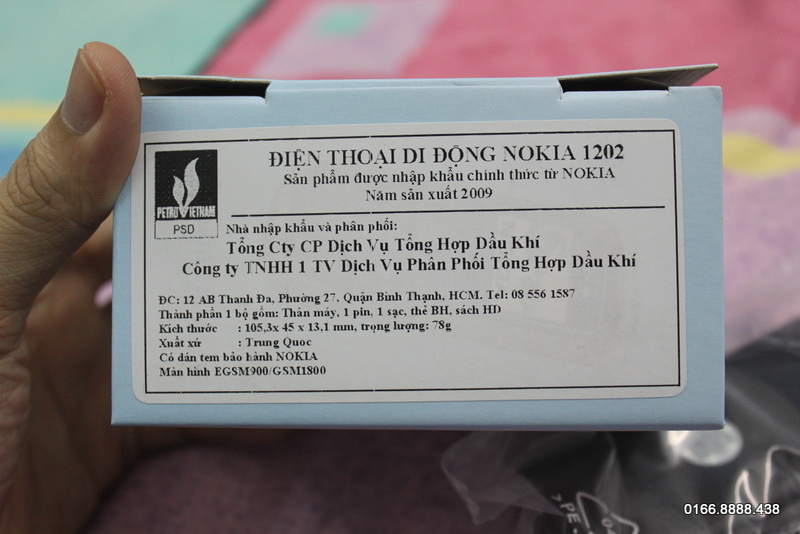 ĐIỆN THOẠI DI ĐỘNG NOKIA 1202
Sản phẩm được nhập khẩu chính thức từ NOKIA
Năm sản xuất 2009
PETRO VIETNAM
PSD
Nhà nhập khẩu và phân phối:
Tổng Cty CP Dịch Vụ Tổng Hợp Dầu Khí
Công ty TNHH 1 TV Dịch Vụ Phân Phối Tổng Hợp Dầu Khí
ĐC: 12 AB Thanh Đa, Phường 27, Quận Bình Thạnh, HCM. Tel: 08 556 1587
Thành phần 1 bộ gồm: Thân máy, 1 pin, 1 sạc, thẻ BH, sách HD
Kích thước : 105,3x 45 x 13,1 mm, trọng lượng: 78g
Xuất xứ : Trung Quoc
Có dán tem bảo hành NOKIA
Màn hình EGSM900/GSM1800
PE
0166.8888.438